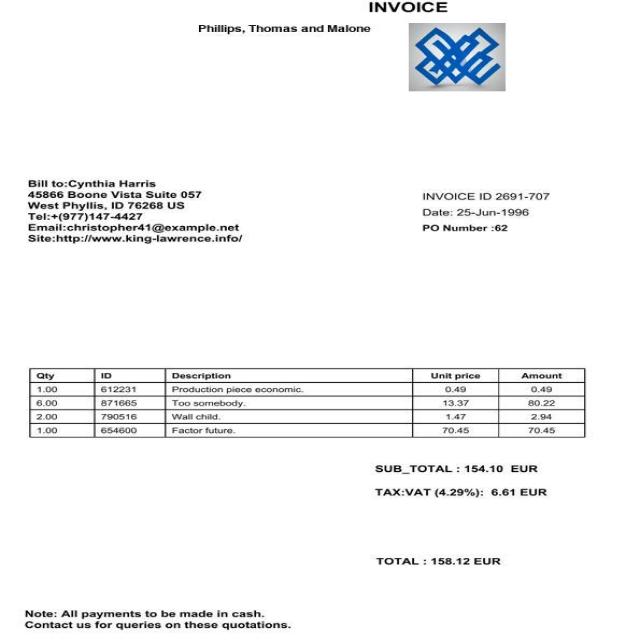 INVOICE
Phillips, Thomas and Malone
Bill to:Cynthia Harris
45866 Boone Vista Suite 057
West Phyllis, ID 76268 US
Tel:+(977)147-4427
Email:christopher41@example.net
Site:http://www.king-lawrence.info/
INVOICE ID 2691-707
Date: 25-Jun-1996
PO Number :62
Qty ID Description Unit price Amount
1.00 612231 Production piece economic. 0.49 0.49
6.00 871665 Too somebody. 13.37 80.22
2.00 790516 Wall child. 1.47 2.94
1.00 654600 Factor future. 70.45 70.45
SUB_TOTAL : 154.10 EUR
TAX:VAT (4.29%): 6.61 EUR
TOTAL : 158.12 EUR
Note: All payments to be made in cash.
Contact us for queries on these quotations.